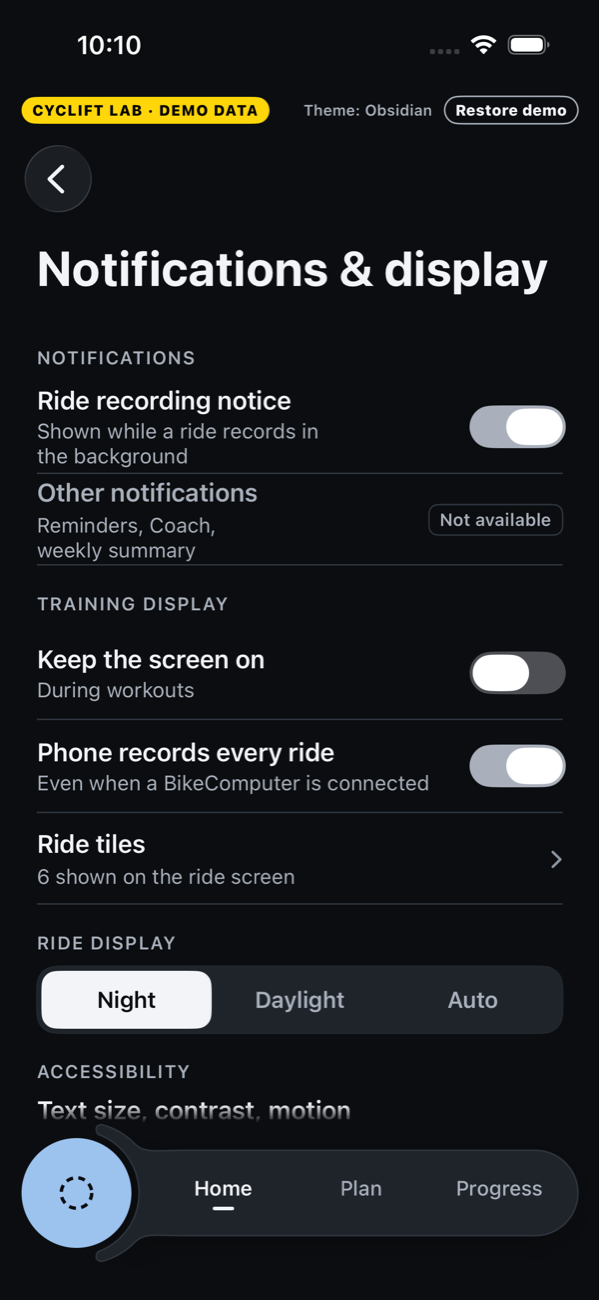 10:10
CYCLIFT LAB · DEMO DATA
Theme: Obsidian
Restore demo
Notifications & display
NOTIFICATIONS
Ride recording notice
Shown while a ride records in
the background
Other notifications
Reminders, Coach,
weekly summary
Not available
TRAINING DISPLAY
Keep the screen on
During workouts
Phone records every ride
Even when a BikeComputer is connected
Ride tiles
6 shown on the ride screen
RIDE DISPLAY
Night
Daylight
Auto
ACCESSIBILITY
Text size, contrast, motion
Home
Plan
Progress